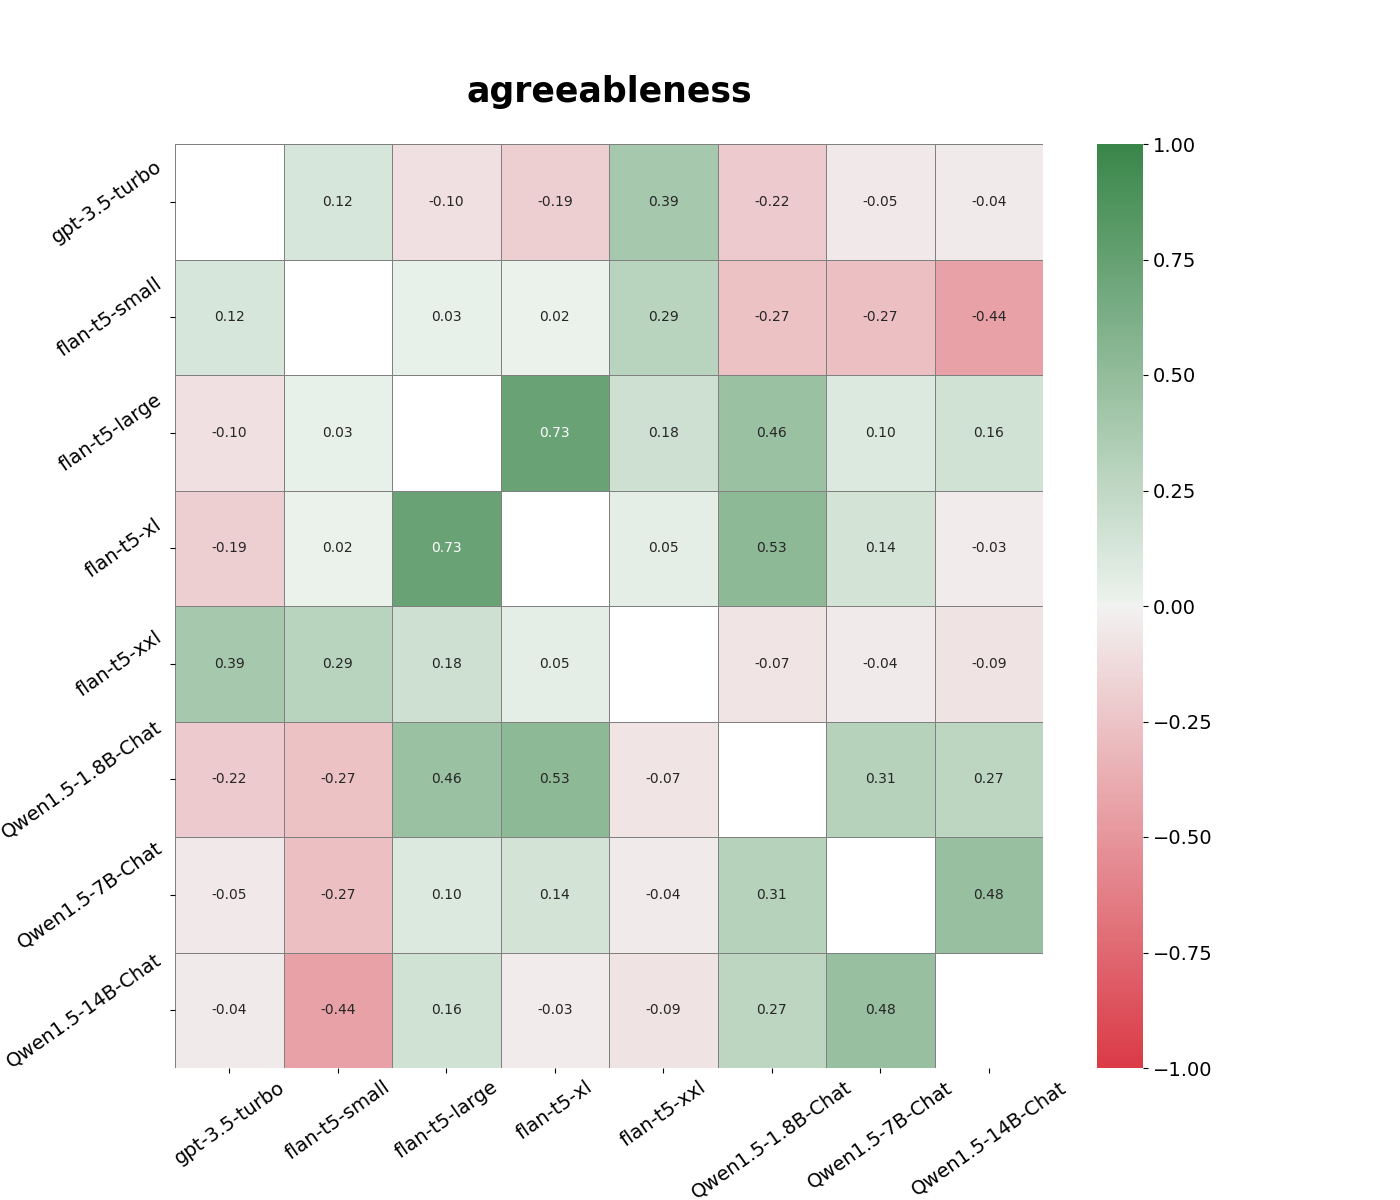 agreeableness
gpt-3.5-turbo 0.12 -0.10 -0.19 0.39 -0.22 -0.05 -0.04
flan-t5-small 0.12 0.03 0.02 0.29 -0.27 -0.27 -0.44
flan-t5-large -0.10 0.03 0.73 0.18 0.46 0.10 0.16
flan-t5-xl -0.19 0.02 0.73 0.05 0.53 0.14 -0.03
flan-t5-xxl 0.39 0.29 0.18 0.05 -0.07 -0.04 -0.09
Qwen1.5-1.8B-Chat -0.22 -0.27 0.46 0.53 -0.07 0.31 0.27
Qwen1.5-7B-Chat -0.05 -0.27 0.10 0.14 -0.04 0.31 0.48
Qwen1.5-14B-Chat -0.04 -0.44 0.16 -0.03 -0.09 0.27 0.48
gpt-3.5-turbo flan-t5-small flan-t5-large flan-t5-xl flan-t5-xxl Qwen1.5-1.8B-Chat Qwen1.5-7B-Chat Qwen1.5-14B-Chat
1.00
0.75
0.50
0.25
0.00
−0.25
−0.50
−0.75
−1.00